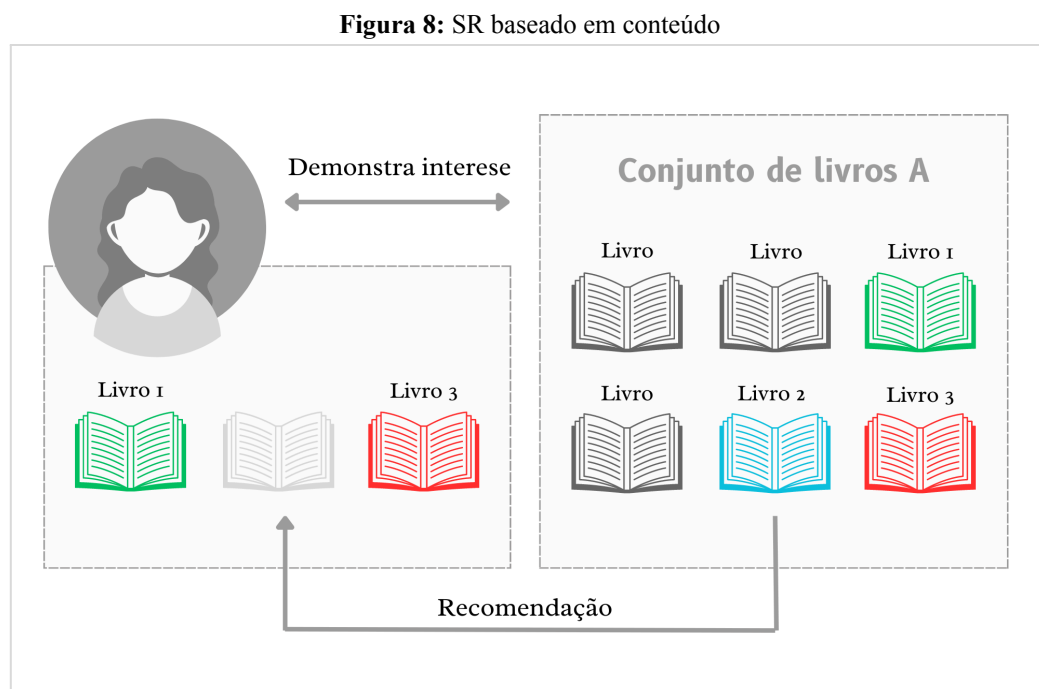 Figura 8: SR baseado em conteúdo
Demonstra interese
Conjunto de livros A
Livro
Livro
Livro 1
Livro
Livro 2
Livro 3
Livro 1
Livro 3
Recomendação